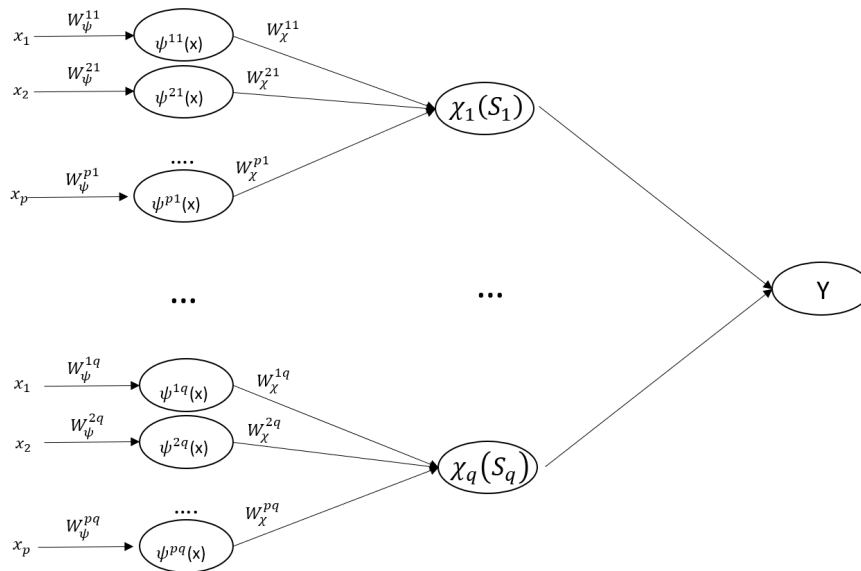 x₁ W_ψ^{11} ψ^{11}(x) W_χ^{11}
x₂ W_ψ^{21} ψ^{21}(x) W_χ^{21}
χ₁(S₁)
....
x_p W_ψ^{p1} ψ^{p1}(x) W_χ^{p1}
... ...
Y
x₁ W_ψ^{1q} ψ^{1q}(x) W_χ^{1q}
x₂ W_ψ^{2q} ψ^{2q}(x) W_χ^{2q}
χ_q(S_q)
....
x_p W_ψ^{pq} ψ^{pq}(x) W_χ^{pq}